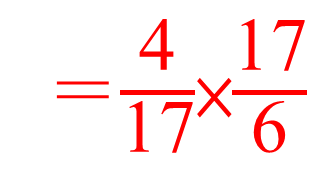 = 4/17 × 17/6